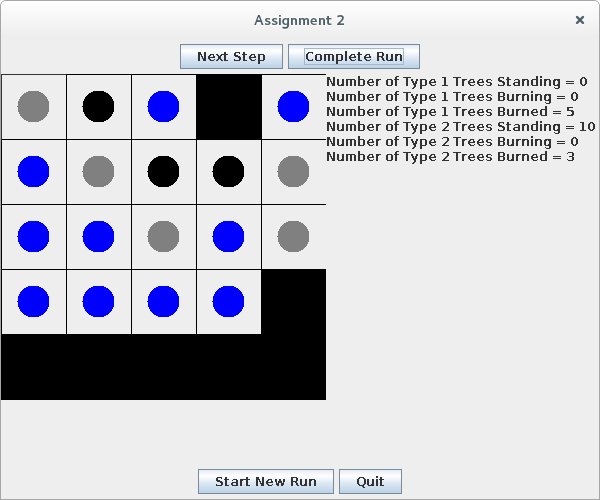 Assignment 2
Next Step Complete Run
Number of Type 1 Trees Standing = 0
Number of Type 1 Trees Burning = 0
Number of Type 1 Trees Burned = 5
Number of Type 2 Trees Standing = 10
Number of Type 2 Trees Burning = 0
Number of Type 2 Trees Burned = 3
Start New Run Quit